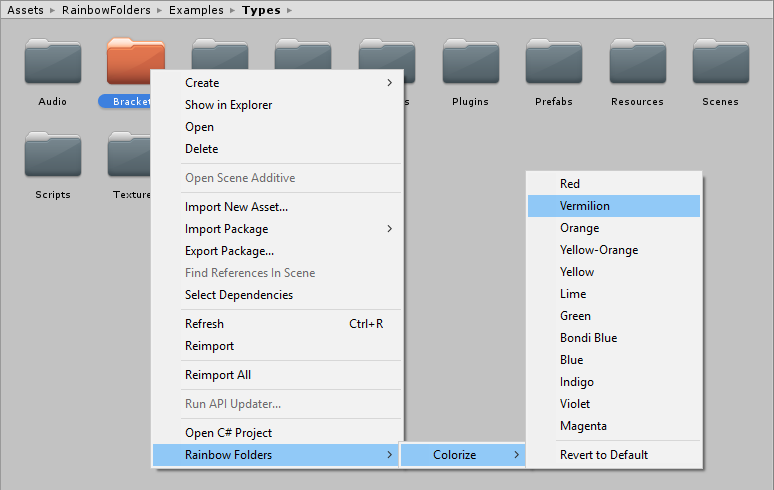 Assets ▸ RainbowFolders ▸ Examples ▸ Types ▸
Audio
Plugins
Prefabs
Resources
Scenes
Scripts
Create
Show in Explorer
Open
Delete
Open Scene Additive
Import New Asset...
Import Package
Export Package...
Find References In Scene
Select Dependencies
Refresh Ctrl+R
Reimport
Reimport All
Run API Updater...
Open C# Project
Rainbow Folders
Colorize
Red
Vermilion
Orange
Yellow-Orange
Yellow
Lime
Green
Bondi Blue
Blue
Indigo
Violet
Magenta
Revert to Default